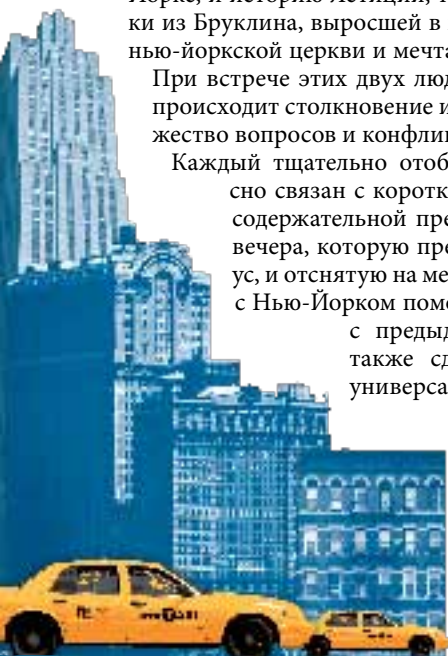 Йорке, и историю Летиции,
ки из Бруклина, выросшей в
нью-йоркской церкви и мечта
При встрече этих двух люд
происходит столкновение и
жество вопросов и конфли
Каждый тщательно отоб
сно связан с коротк
содержательной пре
вечера, которую пре
ус, и отснятую на ме
с Нью-Йорком помо
с предыд
также сд
универса